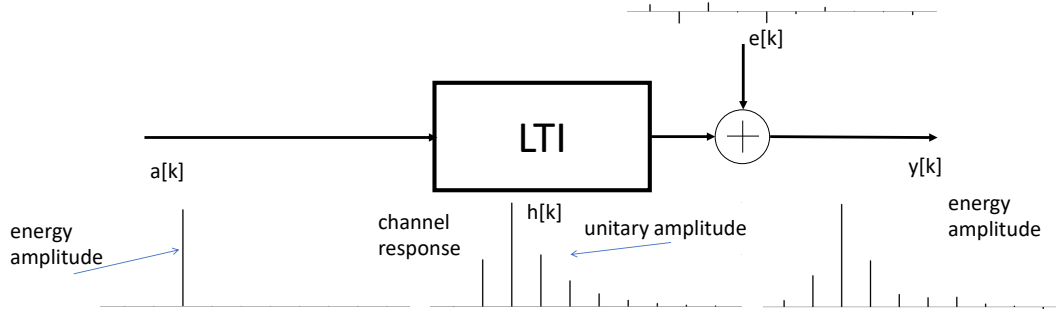 e[k]
LTI
a[k]
y[k]
h[k]
energy
amplitude
channel
response
unitary amplitude
energy
amplitude